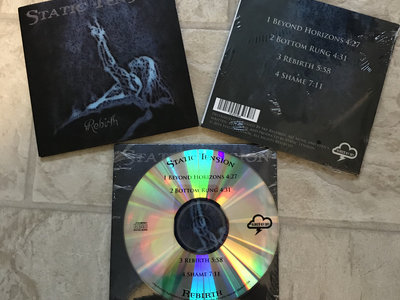 STATIC TENSION
Rebirth
1 BEYOND HORIZONS 4:27
2 BOTTOM RUNG 4:31
3 REBIRTH 5:58
4 SHAME 7:11
STATIC TENSION
STATIC TENSION
1 BEYOND HORIZONS 4:27
2 BOTTOM RUNG 4:31
3 REBIRTH 5:58
4 SHAME 7:11
REBIRTH